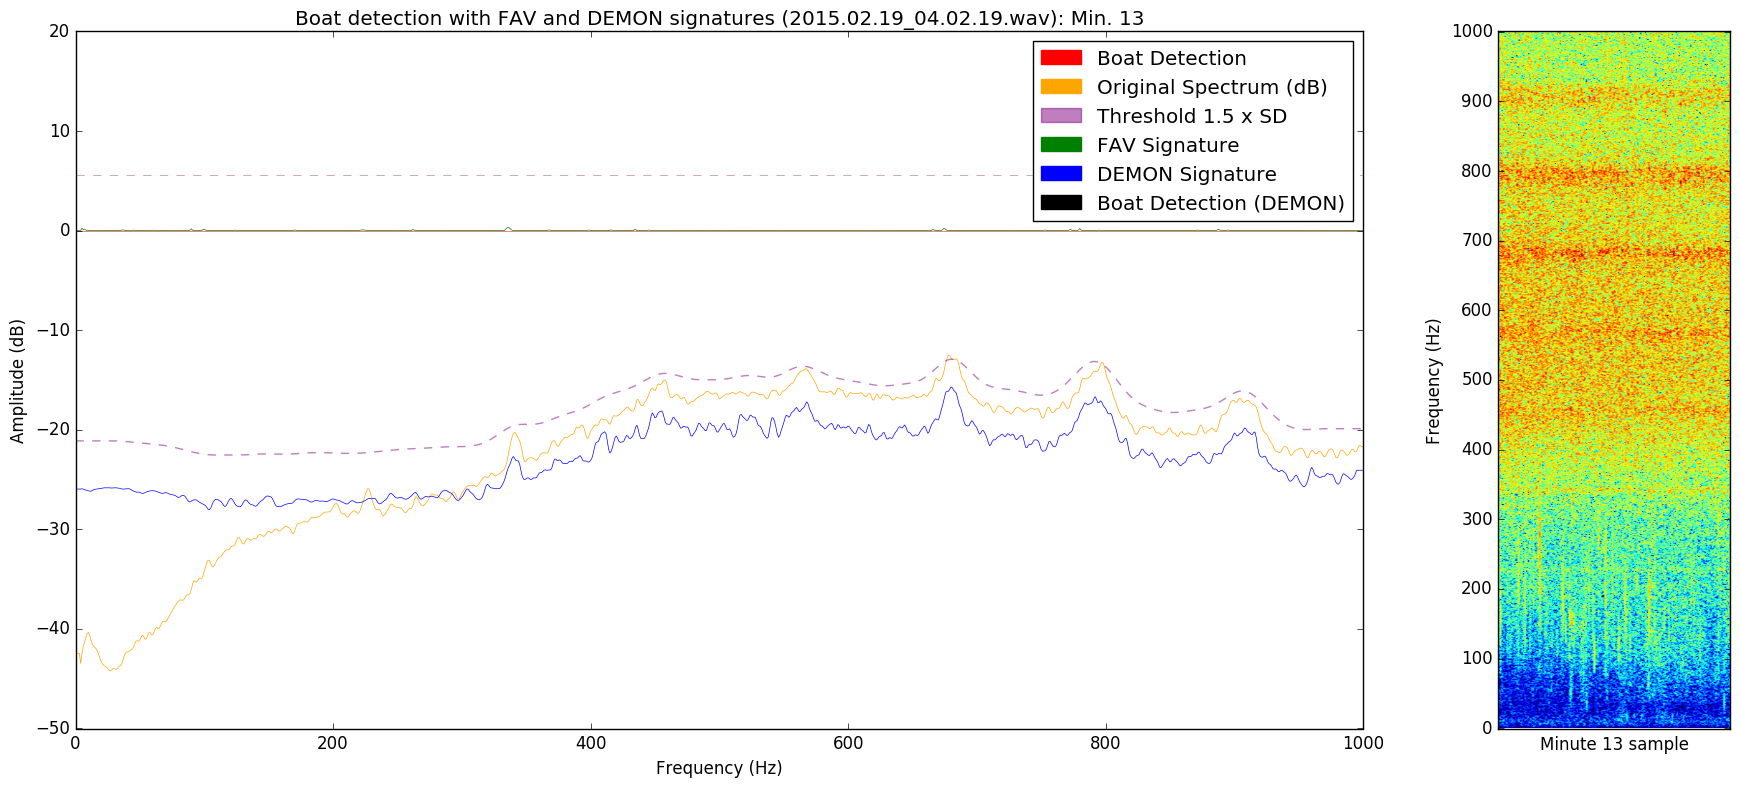 Boat detection with FAV and DEMON signatures (2015.02.19_04.02.19.wav): Min. 13
Amplitude (dB)
20
10
0
−10
−20
−30
−40
−50
Boat Detection
Original Spectrum (dB)
Threshold 1.5 x SD
FAV Signature
DEMON Signature
Boat Detection (DEMON)
0 200 400 600 800 1000
Frequency (Hz)
Frequency (Hz)
1000
900
800
700
600
500
400
300
200
100
0
Minute 13 sample